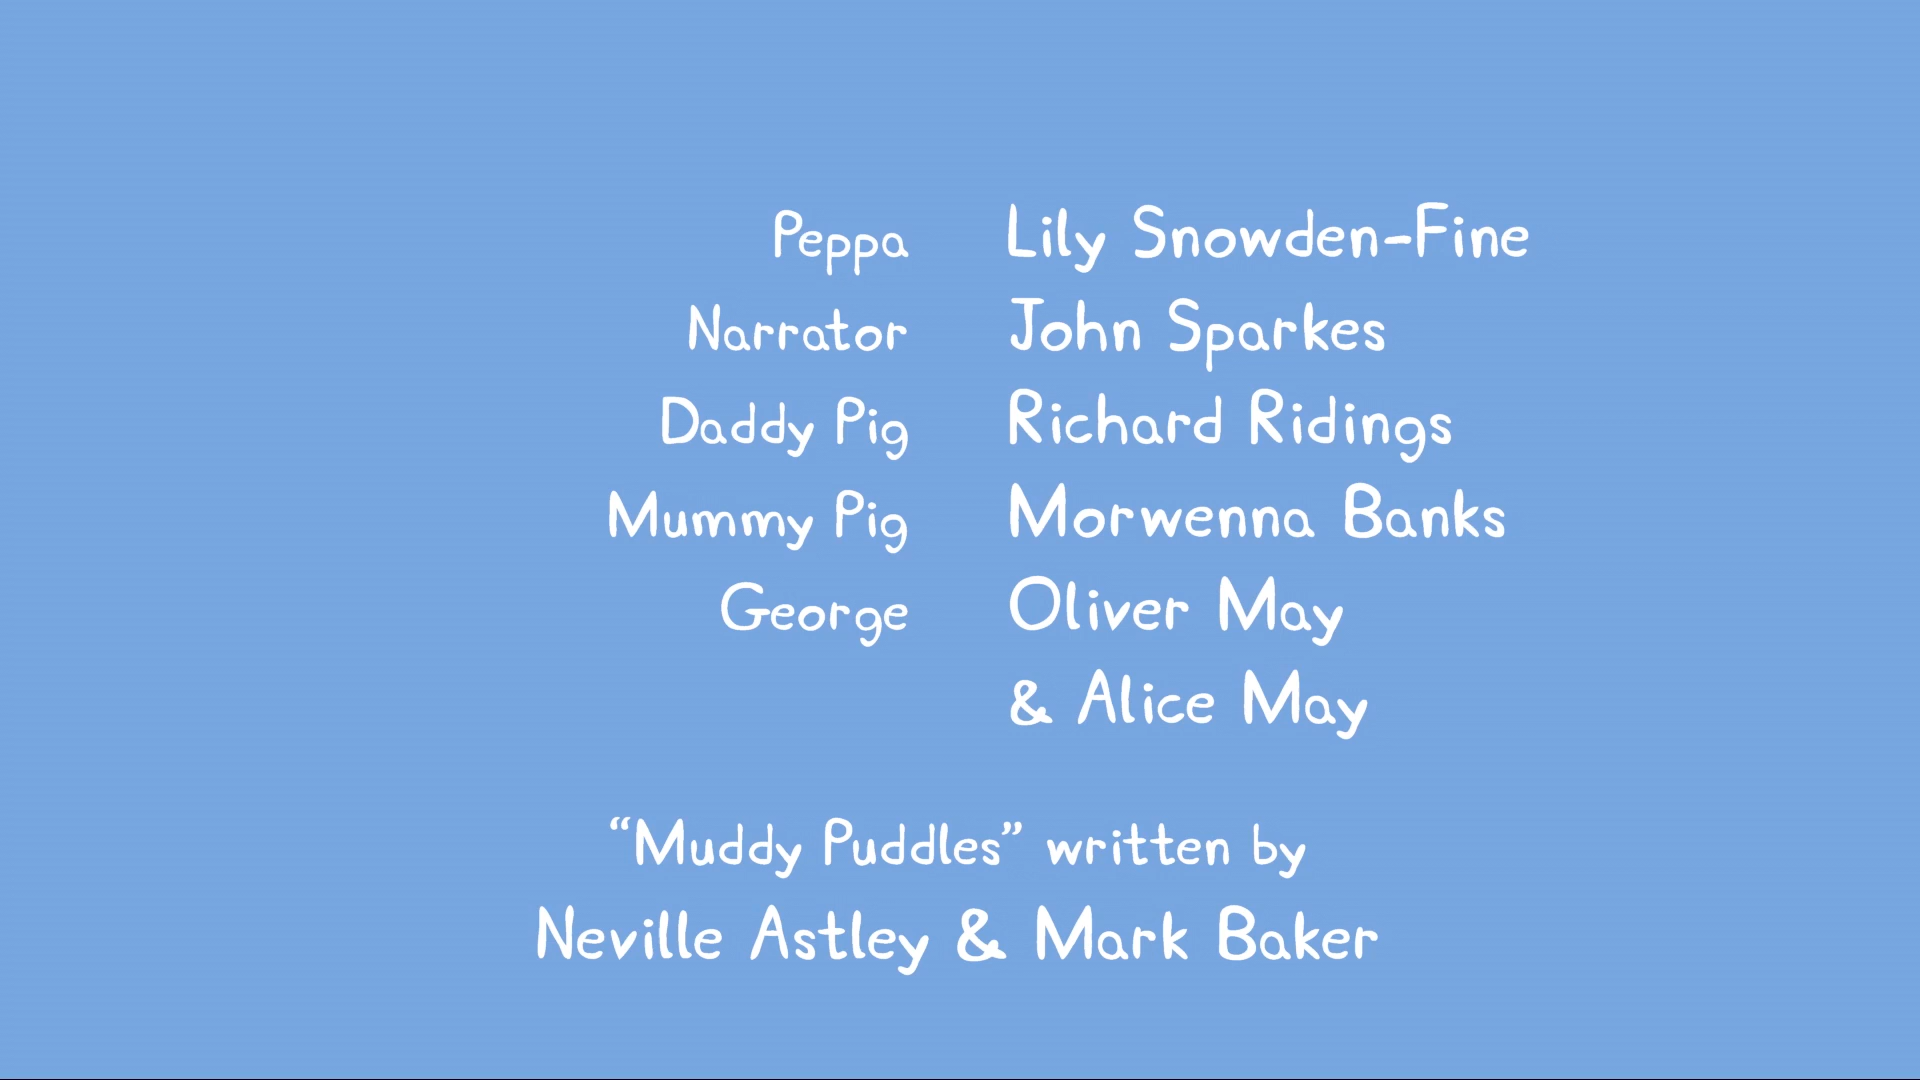 Peppa Lily Snowden-Fine
Narrator John Sparkes
Daddy Pig Richard Ridings
Mummy Pig Morwenna Banks
George Oliver May
& Alice May
“Muddy Puddles” written by
Neville Astley & Mark Baker